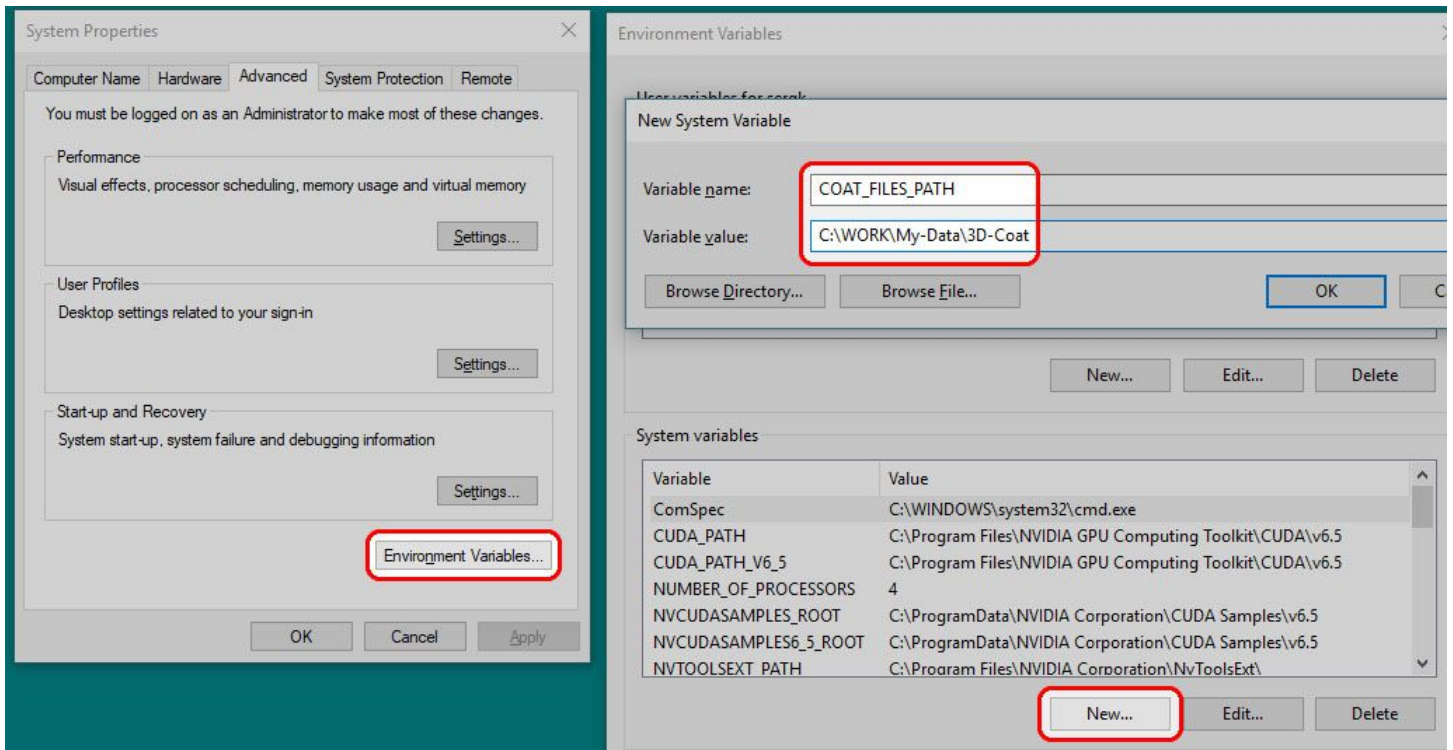 System Properties
Computer Name Hardware Advanced System Protection Remote
You must be logged on as an Administrator to make most of these changes.
Performance
Visual effects, processor scheduling, memory usage and virtual memory
Settings...
User Profiles
Desktop settings related to your sign-in
Settings...
Start-up and Recovery
System start-up, system failure and debugging information
Settings...
Environment Variables...
OK Cancel Apply
Environment Variables
User variables for sergk
New System Variable
Variable name: COAT_FILES_PATH
Variable value: C:\WORK\My-Data\3D-Coat
Browse Directory... Browse File... OK C
New... Edit... Delete
System variables
Variable Value
ComSpec C:\WINDOWS\system32\cmd.exe
CUDA_PATH C:\Program Files\NVIDIA GPU Computing Toolkit\CUDA\v6.5
CUDA_PATH_V6_5 C:\Program Files\NVIDIA GPU Computing Toolkit\CUDA\v6.5
NUMBER_OF_PROCESSORS 4
NVCUDASAMPLES_ROOT C:\ProgramData\NVIDIA Corporation\CUDA Samples\v6.5
NVCUDASAMPLES6_5_ROOT C:\ProgramData\NVIDIA Corporation\CUDA Samples\v6.5
NVTOOLSEXT_PATH C:\Program Files\NVIDIA Corporation\NvToolsExt\
New... Edit... Delete